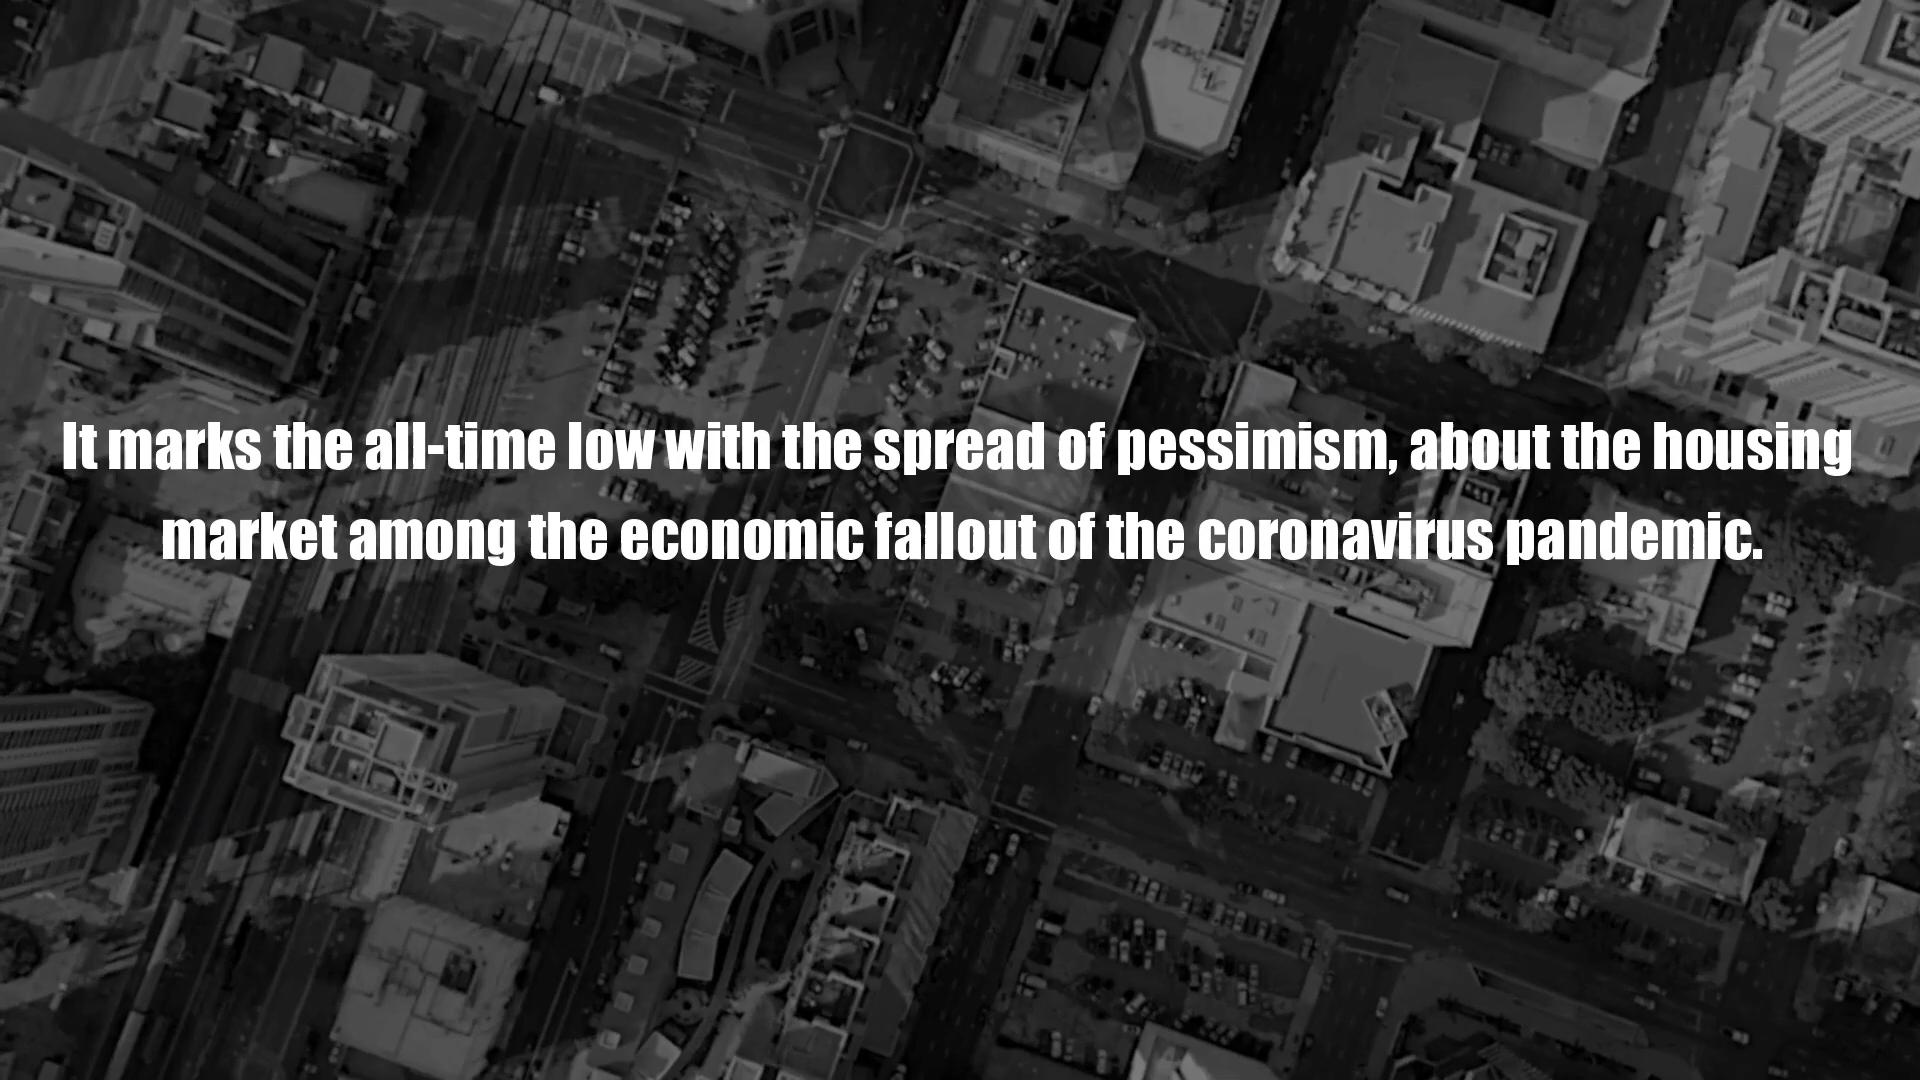 It marks the all-time low with the spread of pessimism, about the housing
market among the economic fallout of the coronavirus pandemic.